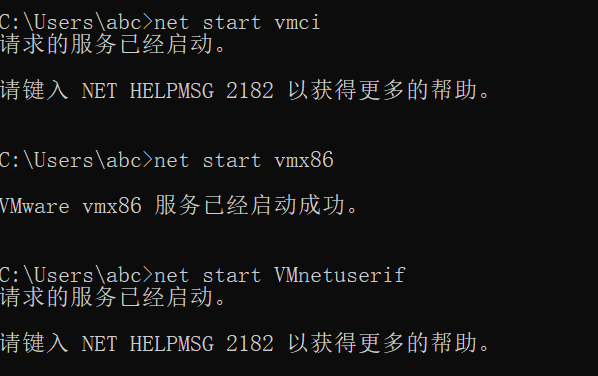 C:\Users\abc>net start vmci
请求的服务已经启动。
请键入 NET HELPMSG 2182 以获得更多的帮助。
C:\Users\abc>net start vmx86
VMware vmx86 服务已经启动成功。
C:\Users\abc>net start VMnetuserif
请求的服务已经启动。
请键入 NET HELPMSG 2182 以获得更多的帮助。